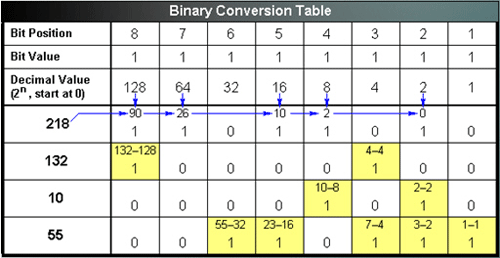 Binary Conversion Table
Bit Position 8 7 6 5 4 3 2 1
Bit Value 1 1 1 1 1 1 1 1
Decimal Value
(2ⁿ, start at 0) 128 64 32 16 8 4 2 1
90 26 10 2 0
218 1 1 0 1 1 0 1 0
132–128 4–4
132 1 0 0 0 0 1 0 0
10–8 2–2
10 0 0 0 0 1 0 1 0
55–32 23–16 7–4 3–2 1–1
55 0 0 1 1 0 1 1 1